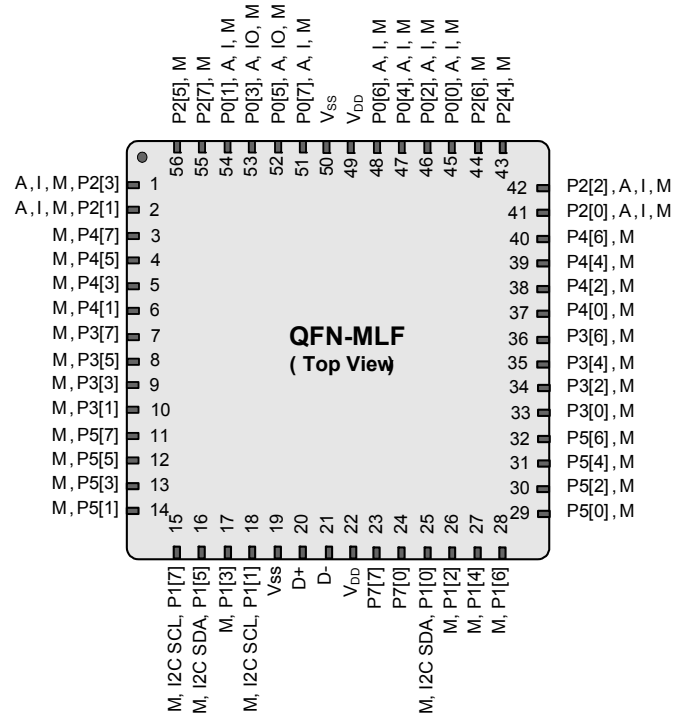 P2[5], M
P2[7], M
P0[1], A, I, M
P0[3], A, IO, M
P0[5], A, IO, M
P0[7], A, I, M
VSS
VDD
P0[6], A, I, M
P0[4], A, I, M
P0[2], A, I, M
P0[0], A, I, M
P2[6], M
P2[4], M
56
55
54
53
52
51
50
49
48
47
46
45
44
43
A, I, M, P2[3] 1
A, I, M, P2[1] 2
M, P4[7] 3
M, P4[5] 4
M, P4[3] 5
M, P4[1] 6
M, P3[7] 7
M, P3[5] 8
M, P3[3] 9
M, P3[1] 10
M, P5[7] 11
M, P5[5] 12
M, P5[3] 13
M, P5[1] 14
QFN-MLF
( Top View)
42 P2[2], A, I, M
41 P2[0], A, I, M
40 P4[6], M
39 P4[4], M
38 P4[2], M
37 P4[0], M
36 P3[6], M
35 P3[4], M
34 P3[2], M
33 P3[0], M
32 P5[6], M
31 P5[4], M
30 P5[2], M
29 P5[0], M
15
16
17
18
19
20
21
22
23
24
25
26
27
28
M, I2C SCL, P1[7]
M, I2C SDA, P1[5]
M, P1[3]
M, I2C SCL, P1[1]
Vss
D+
D-
VDD
P7[7]
P7[0]
M, I2C SDA, P1[0]
M, P1[2]
M, P1[4]
M, P1[6]